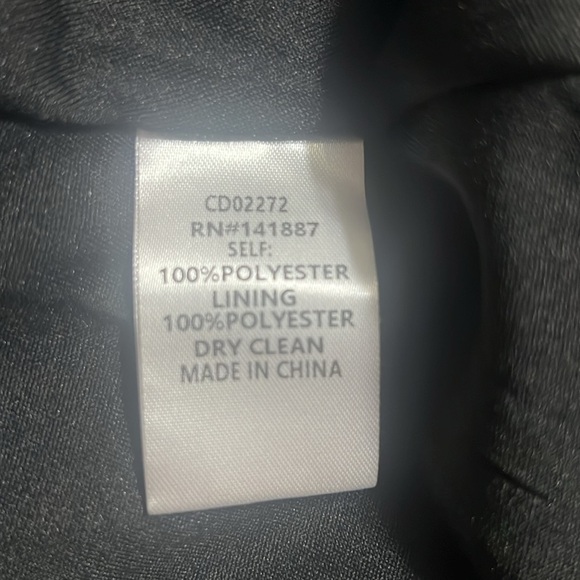 CD02272
RN#141887
SELF:
100%POLYESTER
LINING
100%POLYESTER
DRY CLEAN
MADE IN CHINA